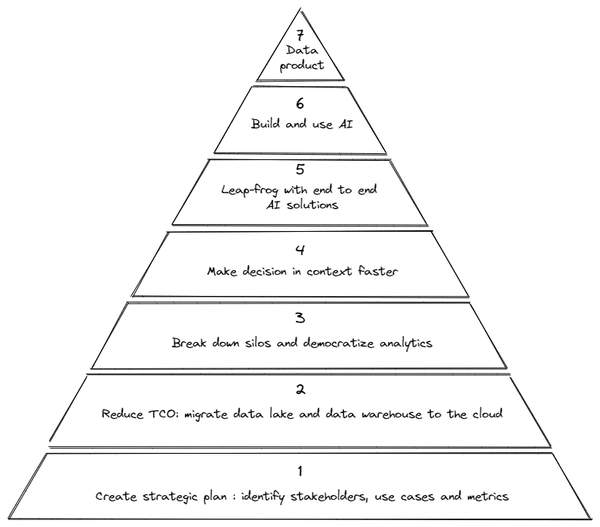 7
Data
product
6
Build and use AI
5
Leap-frog with end to end
AI solutions
4
Make decision in context faster
3
Break down silos and democratize analytics
2
Reduce TCO: migrate data lake and data warehouse to the cloud
1
Create strategic plan : identify stakeholders, use cases and metrics